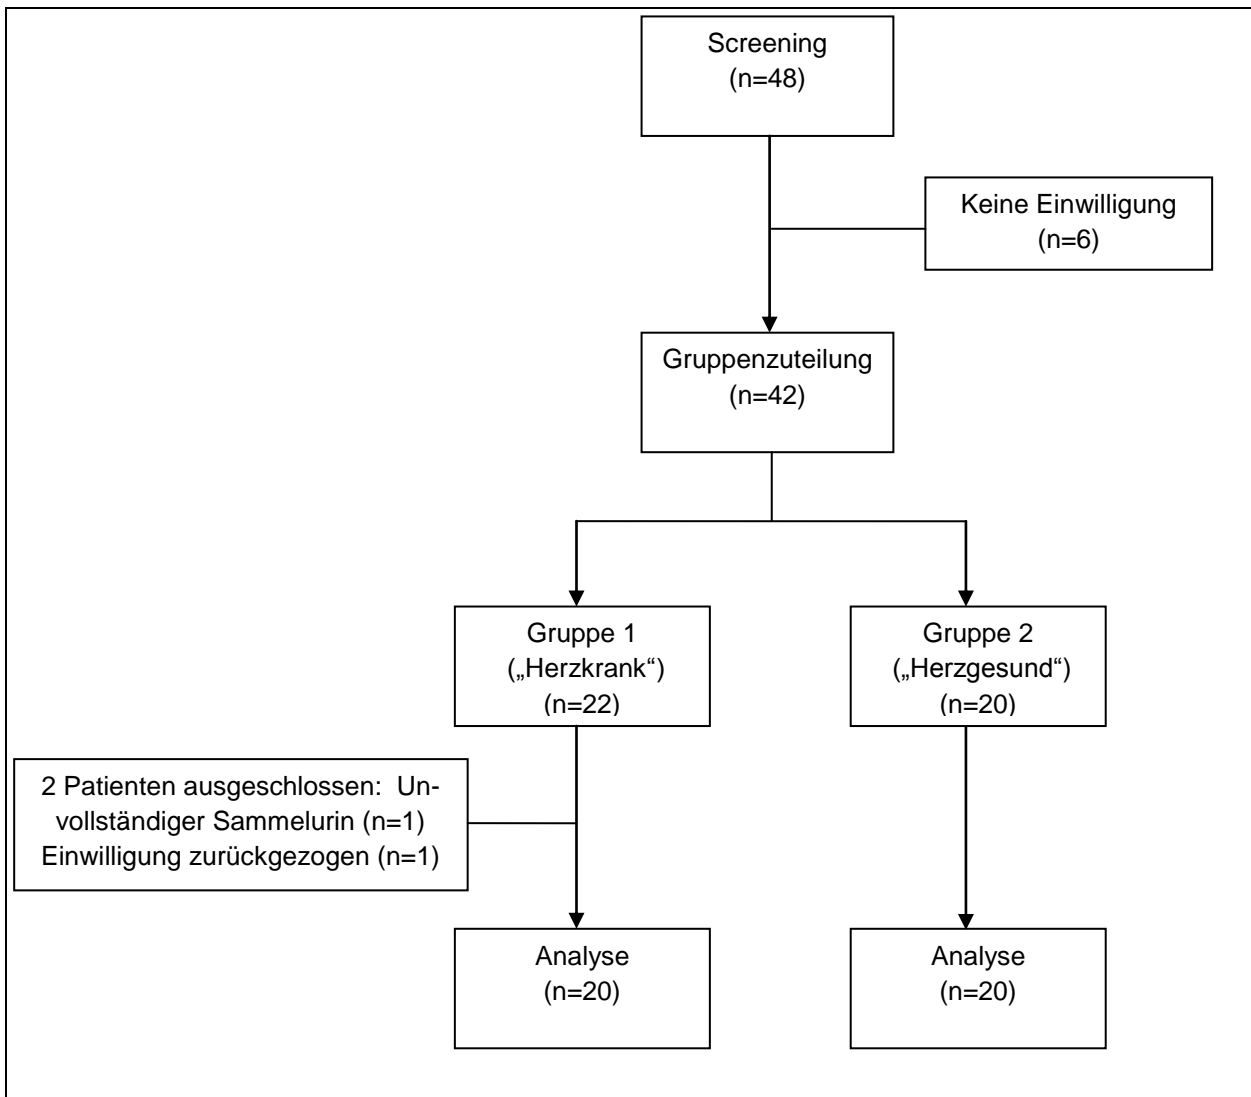 Screening
(n=48)
Keine Einwilligung
(n=6)
Gruppenzuteilung
(n=42)
Gruppe 1
(„Herzkrank“)
(n=22)
Gruppe 2
(„Herzgesund“)
(n=20)
2 Patienten ausgeschlossen:  Un-
vollständiger Sammelurin (n=1)
Einwilligung zurückgezogen (n=1)
Analyse
(n=20)
Analyse
(n=20)